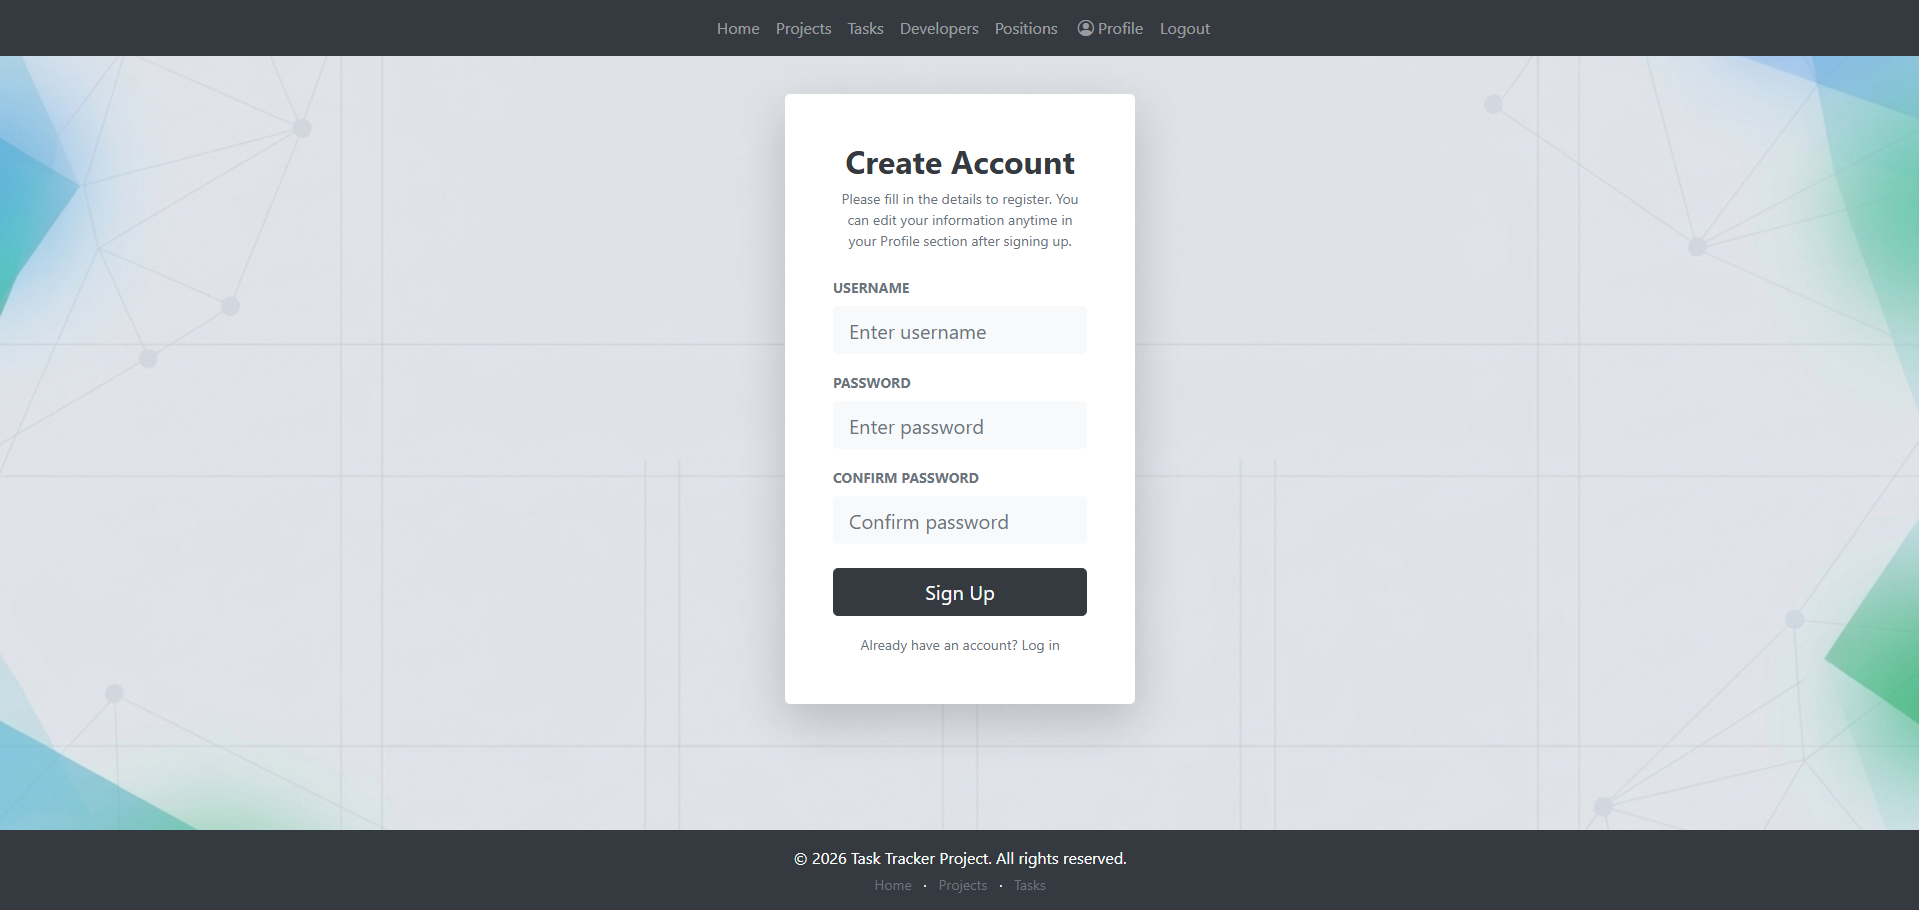 Home Projects Tasks Developers Positions Profile Logout
Create Account
Please fill in the details to register. You
can edit your information anytime in
your Profile section after signing up.
USERNAME
Enter username
PASSWORD
Enter password
CONFIRM PASSWORD
Confirm password
Sign Up
Already have an account? Log in
© 2026 Task Tracker Project. All rights reserved.
Home · Projects · Tasks